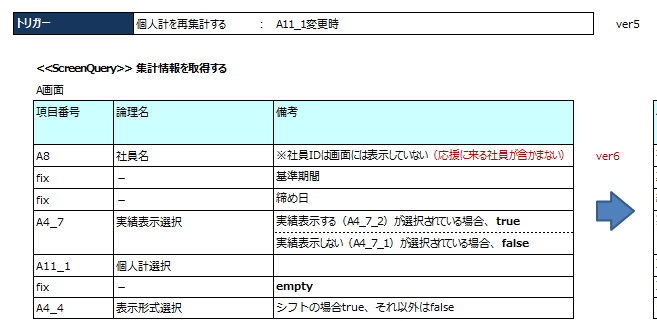 トリガー 個人計を再集計する ： A11_1変更時 ver5
<<ScreenQuery>> 集計情報を取得する
A画面
項目番号 論理名 備考
A8 社員名 ※社員IDは画面には表示していない（応援に来る社員が含かまない） ver6
fix － 基準期間
fix － 締め日
A4_7 実績表示選択 実績表示する（A4_7_2）が選択されている場合、true
実績表示しない（A4_7_1）が選択されている場合、false
A11_1 個人計選択
fix － empty
A4_4 表示形式選択 シフトの場合true、それ以外はfalse